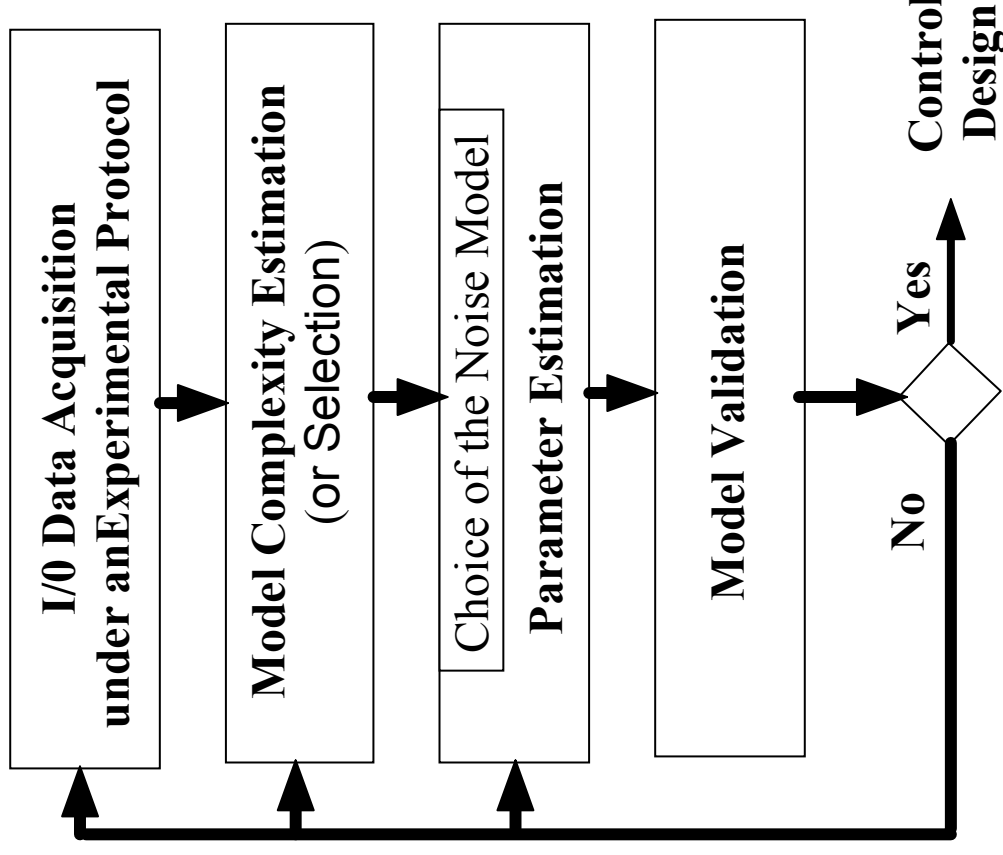 I/0 Data Acquisition
under anExperimental Protocol
Model Complexity Estimation
(or Selection)
Choice of the Noise Model
Parameter Estimation
Model Validation
No
Yes
Control
Design